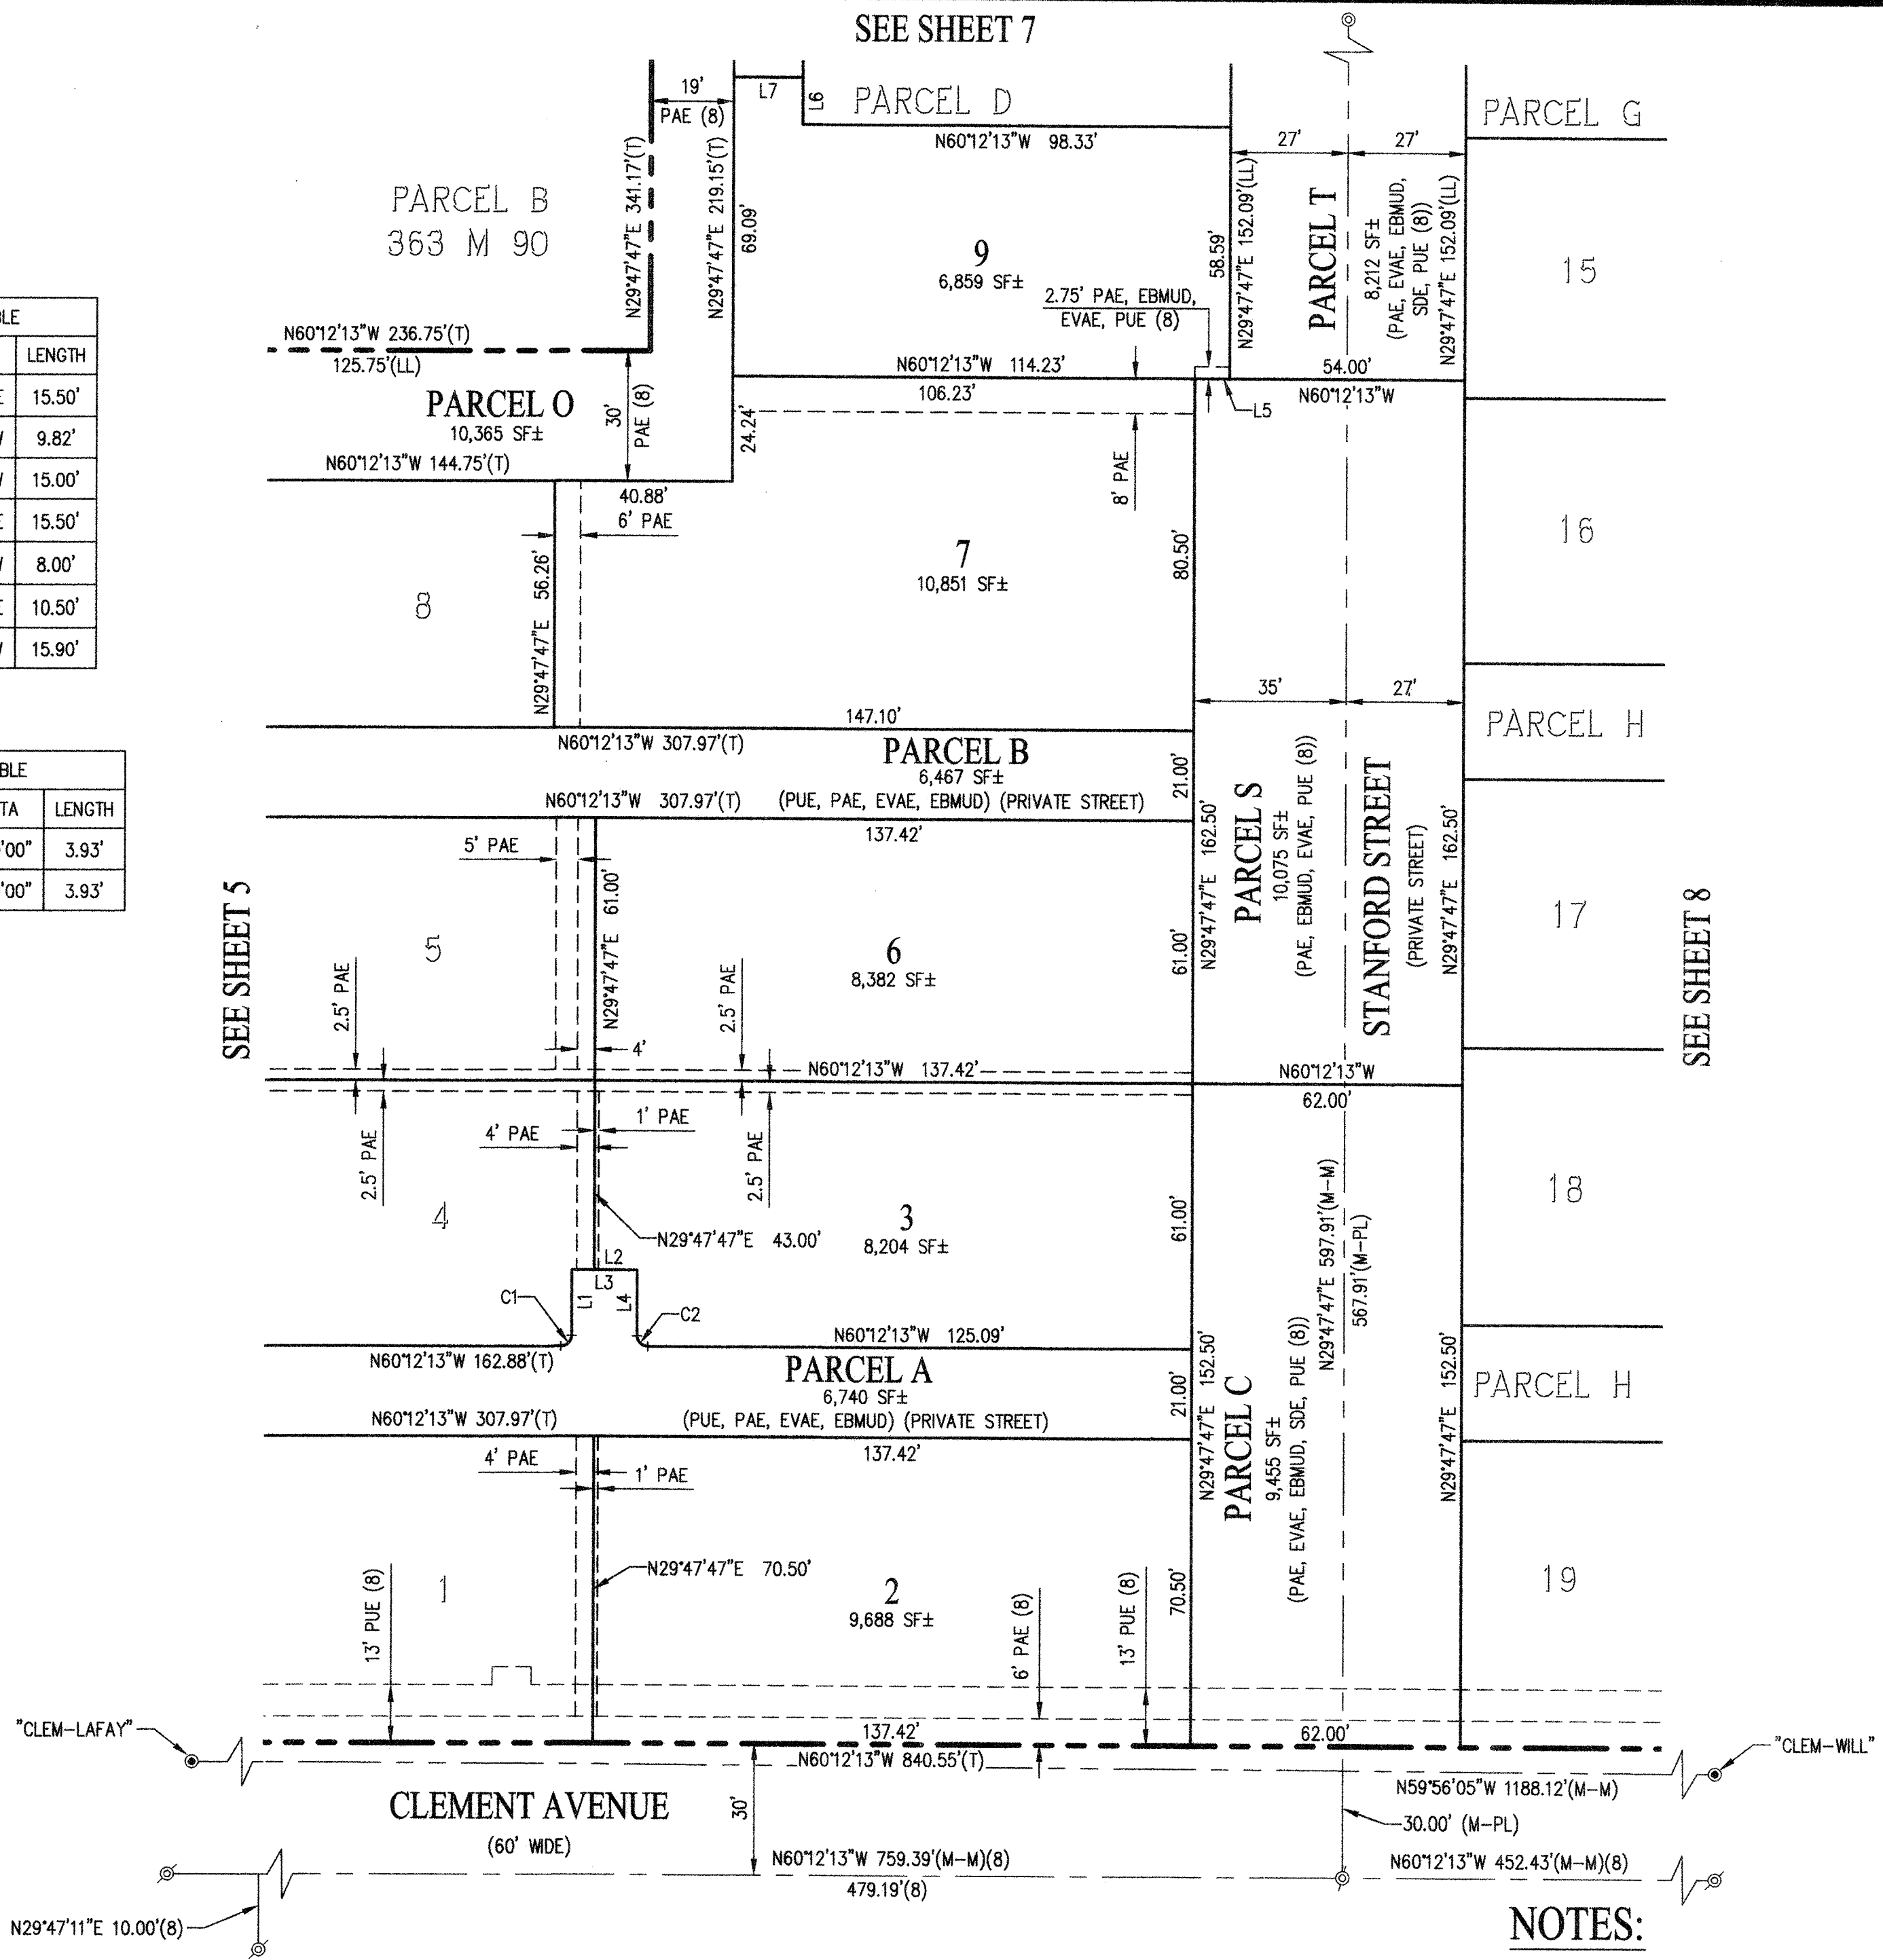 SEE SHEET 7
19'
PAE (8)
L7
L6
PARCEL D
N60°12'13"W 98.33'
PARCEL G
27'
27'
PARCEL B
363 M 90
N29°47'47"E 341.17'(T)
N29°47'47"E 219.15'(T)
69.09'
9
6,859 SF±
58.59'
N29°47'47"E 152.09'(LL)
PARCEL T
8,212 SF±
(PAE, EVAE, EBMUD,
SDE, PUE (8))
N29°47'47"E 152.09'(LL)
15
2.75' PAE, EBMUD,
EVAE, PUE (8)
BLE
LENGTH
E 15.50'
W 9.82'
W 15.00'
E 15.50'
W 8.00'
E 10.50'
W 15.90'
N60°12'13"W 236.75'(T)
125.75'(LL)
PARCEL O
10,365 SF±
30'
PAE (8)
N60°12'13"W 144.75'(T)
N60°12'13"W 114.23'
106.23'
24.24'
54.00'
N60°12'13"W
L5
8' PAE
40.88'
6' PAE
8
N29°47'47"E 56.26'
7
10,851 SF±
80.50'
16
35'
27'
147.10'
PARCEL H
BLE
TA LENGTH
'00" 3.93'
'00" 3.93'
N60°12'13"W 307.97'(T)
PARCEL B
6,467 SF±
(PUE, PAE, EVAE, EBMUD) (PRIVATE STREET)
N60°12'13"W 307.97'(T)
21.00'
137.42'
5' PAE
SEE SHEET 5
5
N29°47'47"E 61.00'
6
8,382 SF±
61.00'
N29°47'47"E 162.50'
PARCEL S
10,075 SF±
(PAE, EBMUD, EVAE, PUE (8))
STANFORD STREET
(PRIVATE STREET)
N29°47'47"E 162.50'
17
SEE SHEET 8
2.5' PAE
2.5' PAE
4'
N60°12'13"W 137.42'
N60°12'13"W
62.00'
2.5' PAE
4' PAE
1' PAE
2.5' PAE
4
N29°47'47"E 43.00'
3
8,204 SF±
61.00'
18
N29°47'47"E 597.91'(M-M)
567.91'(M-PL)
L2
L3
L1
L4
C1
C2
N60°12'13"W 125.09'
N60°12'13"W 162.88'(T)
PARCEL A
6,740 SF±
(PUE, PAE, EVAE, EBMUD) (PRIVATE STREET)
N60°12'13"W 307.97'(T)
21.00'
137.42'
N29°47'47"E 152.50'
PARCEL C
9,455 SF±
(PAE, EVAE, EBMUD, SDE, PUE (8))
N29°47'47"E 152.50'
PARCEL H
4' PAE
1' PAE
1
N29°47'47"E 70.50'
2
9,688 SF±
70.50'
19
13' PUE (8)
6' PAE (8)
13' PUE (8)
"CLEM-LAFAY"
137.42'
62.00'
N60°12'13"W 840.55'(T)
"CLEM-WILL"
N59°56'05"W 1188.12'(M-M)
CLEMENT AVENUE
(60' WIDE)
30'
30.00' (M-PL)
N60°12'13"W 759.39'(M-M)(8)
479.19'(8)
N60°12'13"W 452.43'(M-M)(8)
N29°47'11"E 10.00'(8)
NOTES: